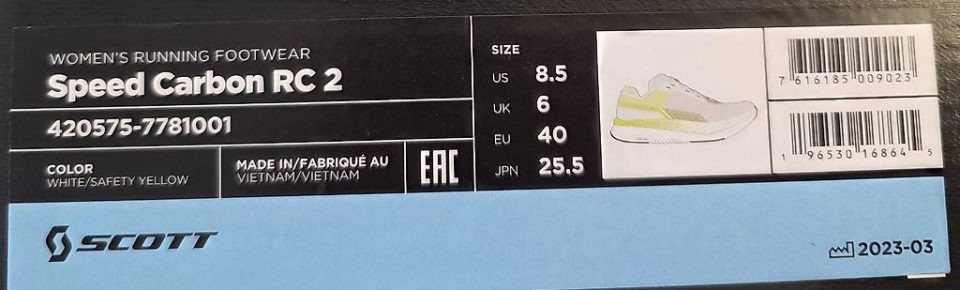 WOMEN'S RUNNING FOOTWEAR
Speed Carbon RC 2
420575-7781001
COLOR
WHITE/SAFETY YELLOW
MADE IN/FABRIQUÉ AU
VIETNAM/VIETNAM
EAC
SIZE
US 8.5
UK 6
EU 40
JPN 25.5
7 616185 009023
1 96530 16864 5
SCOTT
2023-03